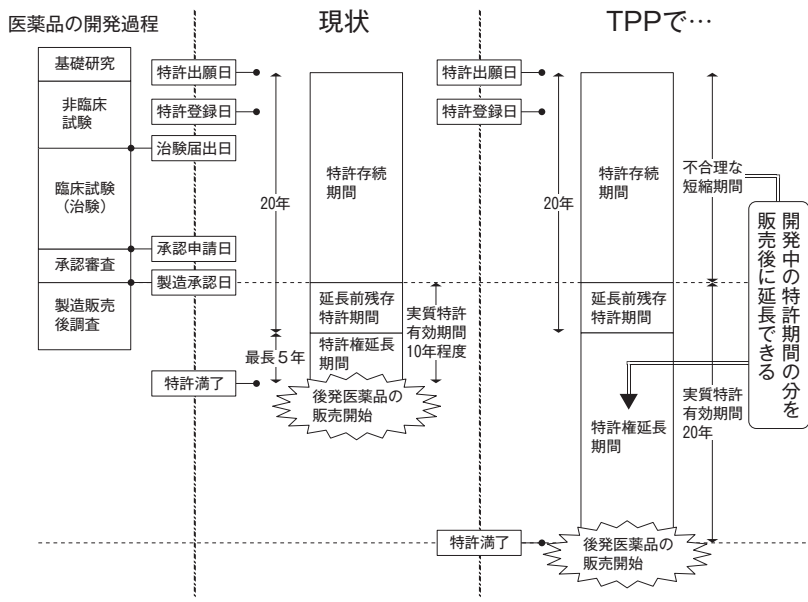 医薬品の開発過程
基礎研究
非臨床
試験
臨床試験
（治験）
承認審査
製造販売
後調査
現状
特許出願日
特許登録日
治験届出日
承認申請日
製造承認日
特許満了
20年
最長５年
特許存続
期間
延長前残存
特許期間
特許権延長
期間
実質特許
有効期間
10年程度
後発医薬品の
販売開始
TPPで…
特許出願日
特許登録日
特許満了
20年
特許存続
期間
延長前残存
特許期間
特許権延長
期間
不合理な
短縮期間
実質特許
有効期間
20年
開発中の特許期間の分を
販売後に延長できる
後発医薬品の
販売開始